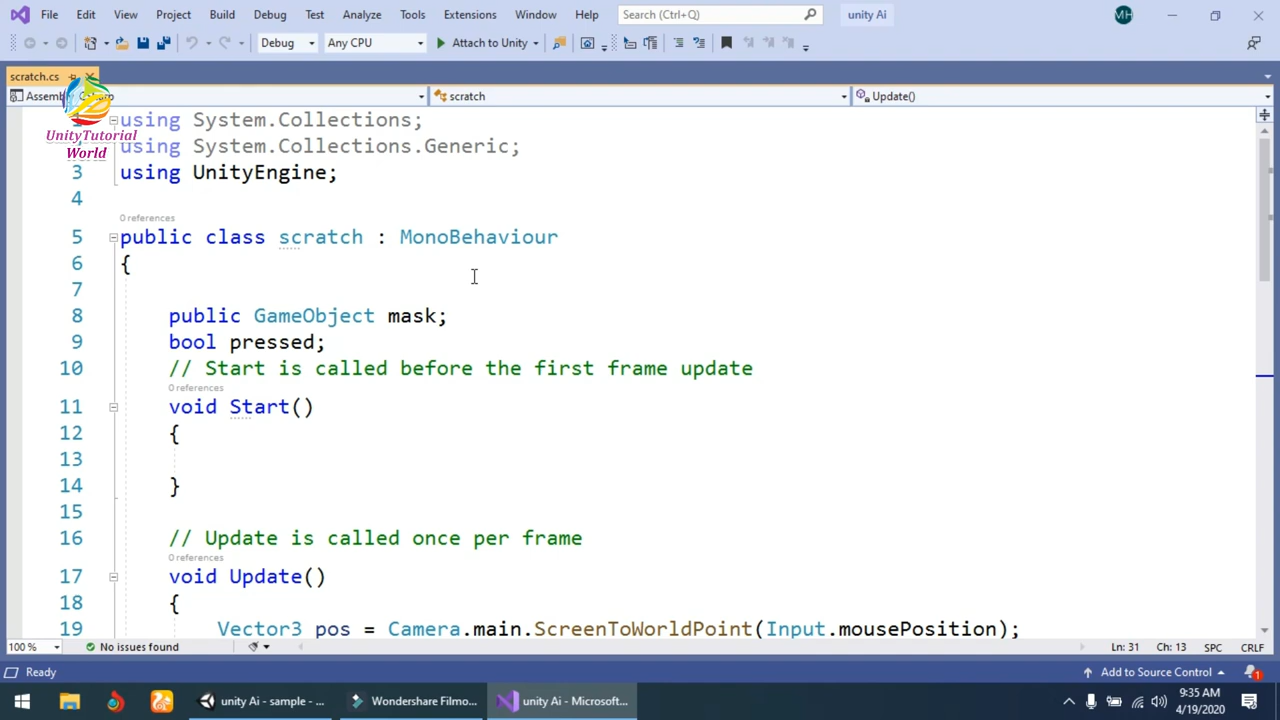 File Edit View Project Build Debug Test Analyze Tools Extensions Window Help Search (Ctrl+Q) unity Ai MH
Debug Any CPU Attach to Unity
scratch.cs
scratch Update()
UnityTutorial
World
using System.Collections;
using System.Collections.Generic;
3 using UnityEngine;
4
0 references
5 public class scratch : MonoBehaviour
6 {
7
8 public GameObject mask;
9 bool pressed;
10 // Start is called before the first frame update
0 references
11 void Start()
12 {
13
14 }
15
16 // Update is called once per frame
0 references
17 void Update()
18 {
19 Vector3 pos = Camera.main.ScreenToWorldPoint(Input.mousePosition);
100 % No issues found Ln: 31 Ch: 13 SPC CRLF
Ready Add to Source Control 1
unity Ai - sample - ... Wondershare Filmo... unity Ai - Microsoft... 9:35 AM
4/19/2020